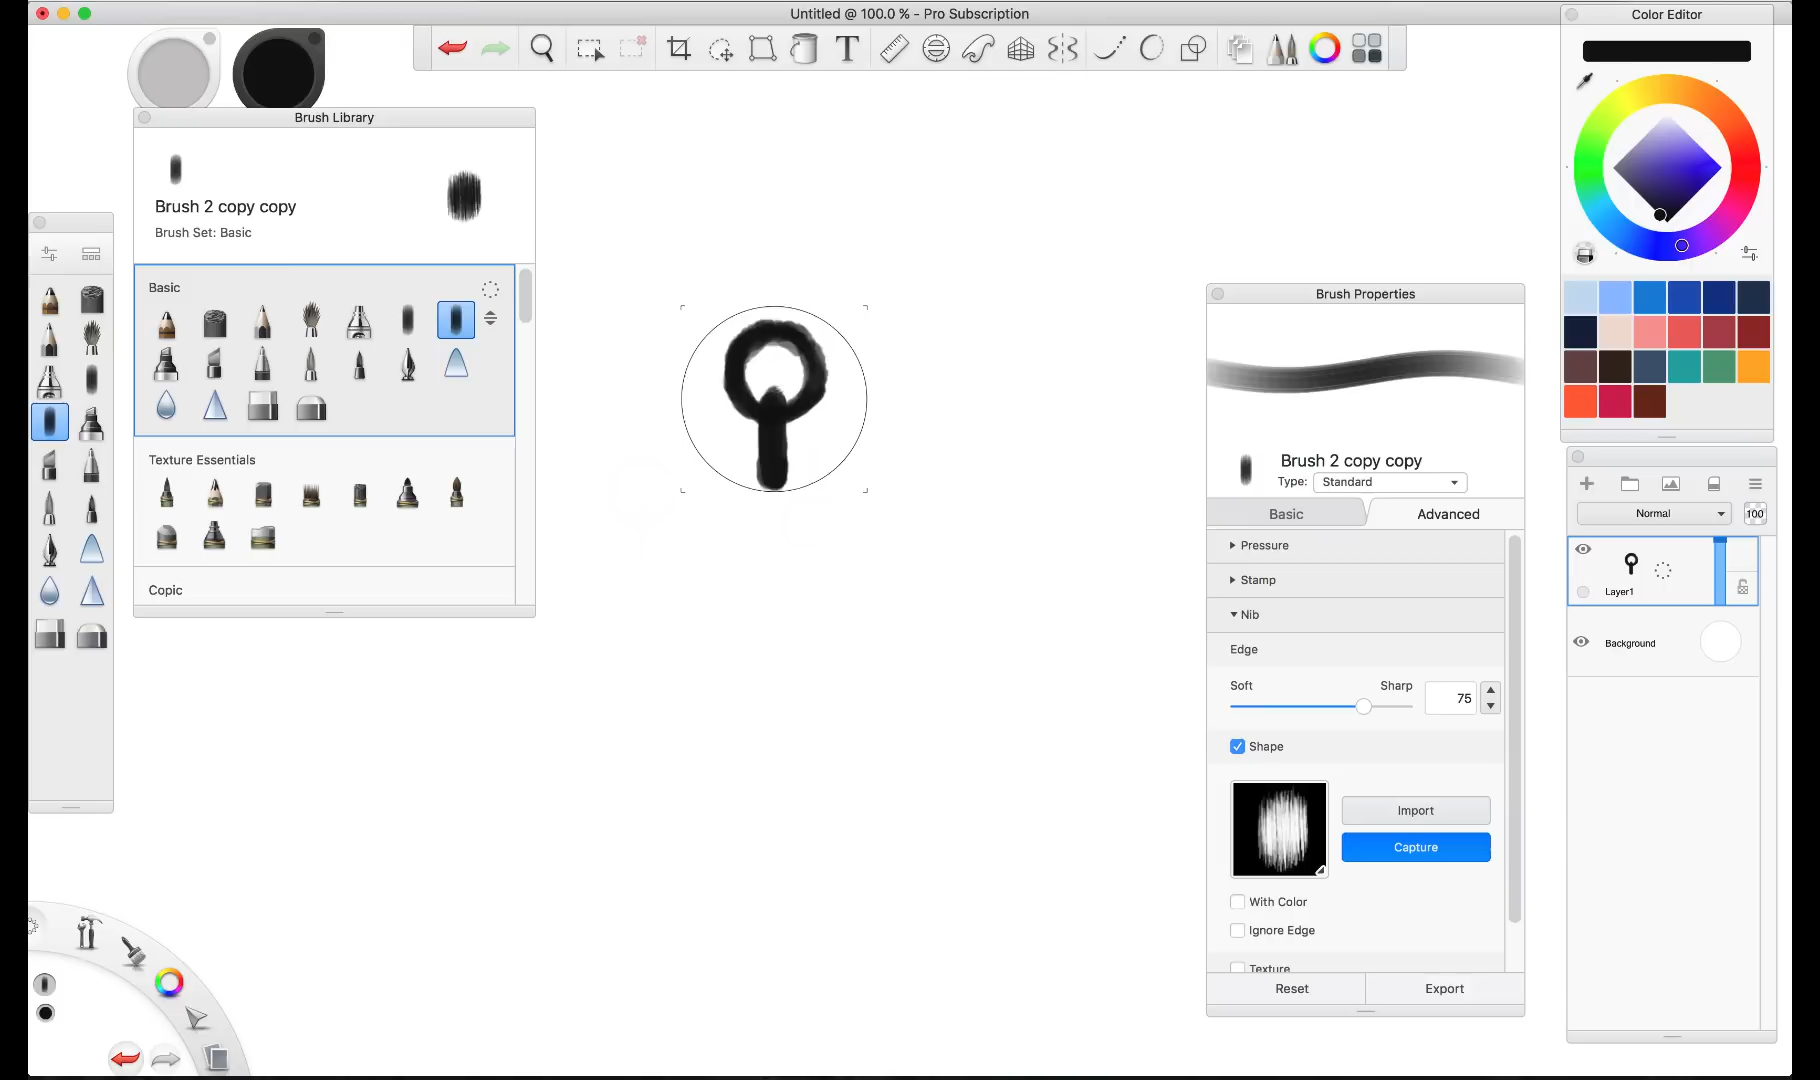 Untitled @ 100.0 % - Pro Subscription
Color Editor
Brush Library
Brush 2 copy copy
Brush Set: Basic
Basic
Texture Essentials
Copic
Brush Properties
Brush 2 copy copy
Type: Standard
Basic Advanced
Pressure
Stamp
Nib
Edge
Soft Sharp 75
Shape
Import
Capture
With Color
Ignore Edge
Texture
Reset Export
Normal 100
Layer1
Background